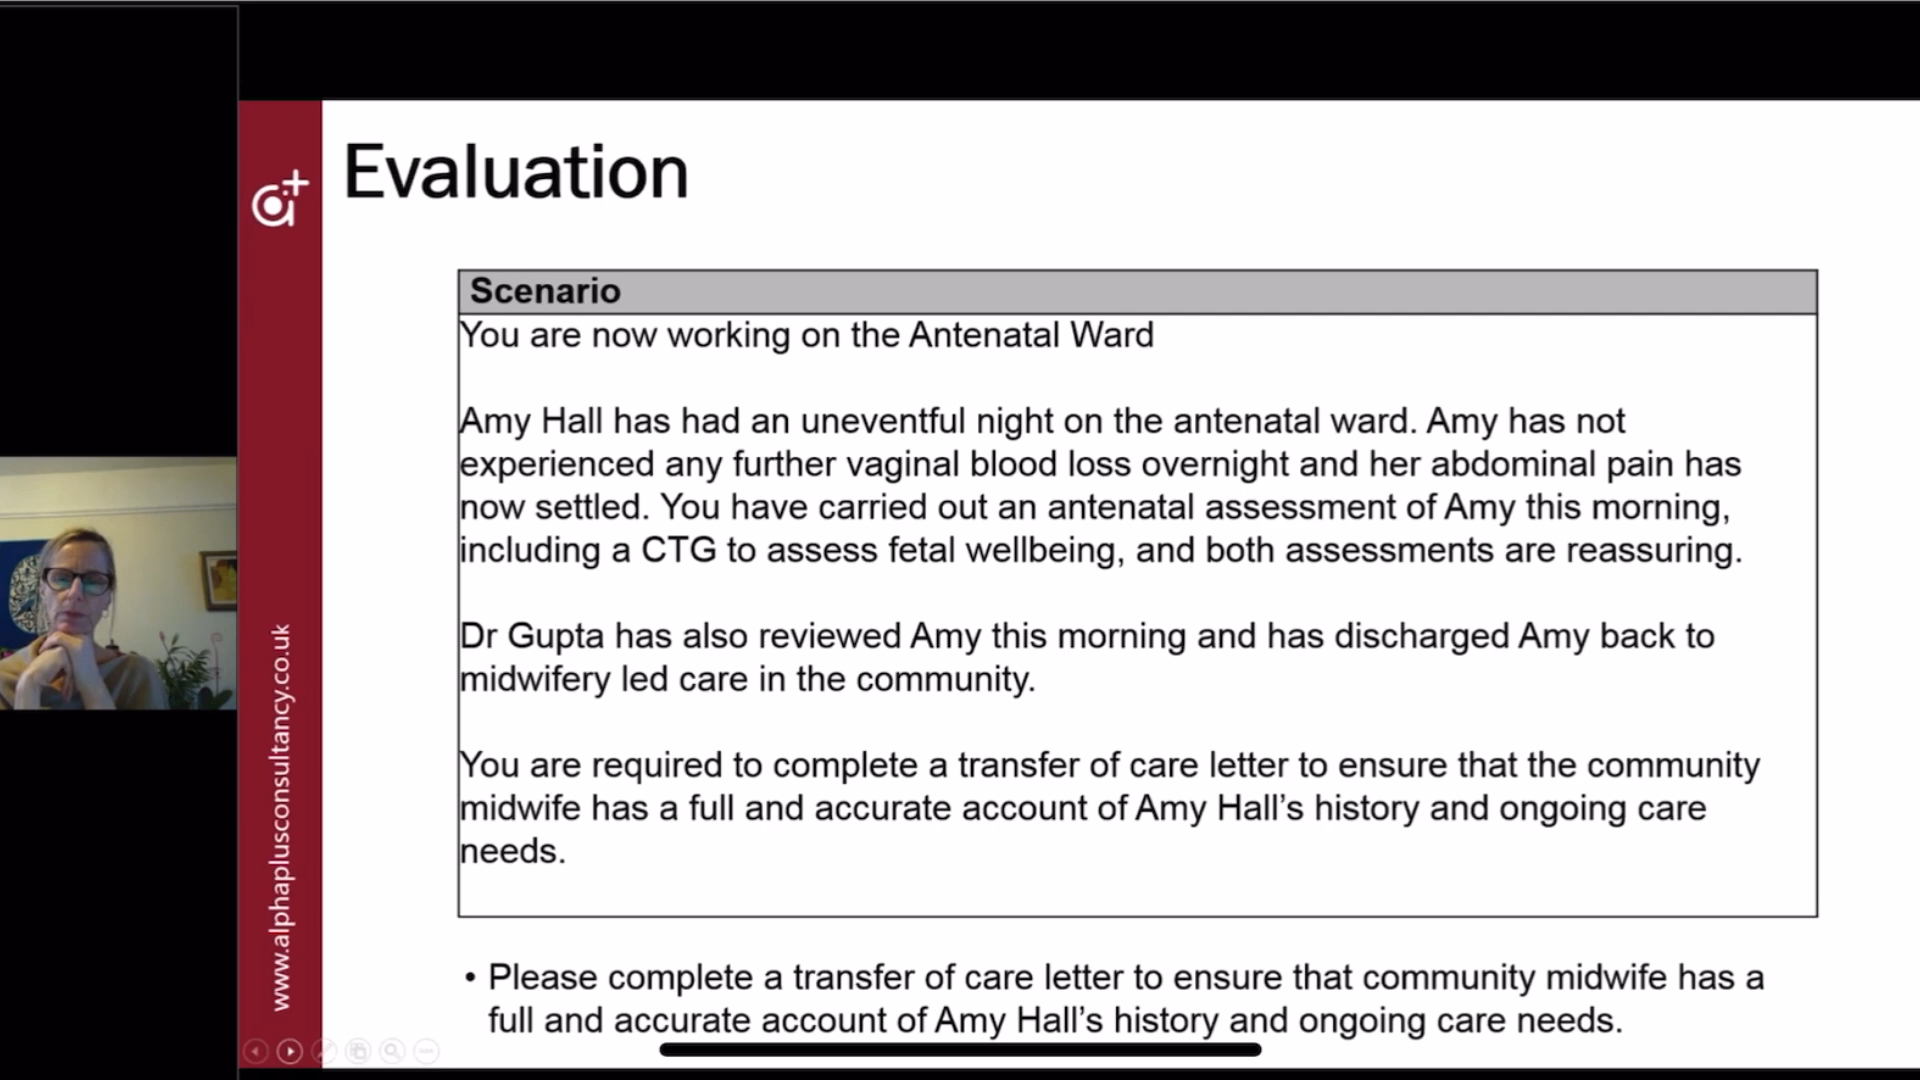 Evaluation
Scenario
You are now working on the Antenatal Ward
Amy Hall has had an uneventful night on the antenatal ward. Amy has not
experienced any further vaginal blood loss overnight and her abdominal pain has
now settled. You have carried out an antenatal assessment of Amy this morning,
including a CTG to assess fetal wellbeing, and both assessments are reassuring.
Dr Gupta has also reviewed Amy this morning and has discharged Amy back to
midwifery led care in the community.
You are required to complete a transfer of care letter to ensure that the community
midwife has a full and accurate account of Amy Hall’s history and ongoing care
needs.
• Please complete a transfer of care letter to ensure that community midwife has a
full and accurate account of Amy Hall’s history and ongoing care needs.
www.alphaplusconsultancy.co.uk